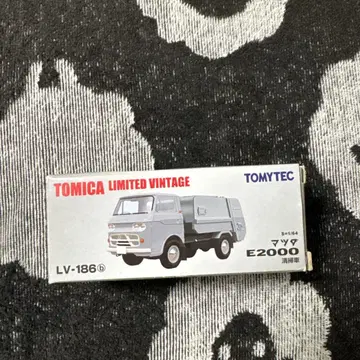 TOMICA LIMITED VINTAGE
TOMYTEC
S=1/64
マツダ
E2000
清掃車
LV-186ⓑ